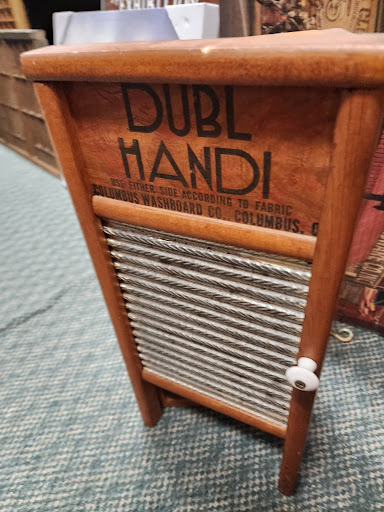 DUBL
HANDI
USE EITHER SIDE ACCORDING TO FABRIC
COLUMBUS WASHBOARD CO. COLUMBUS, O